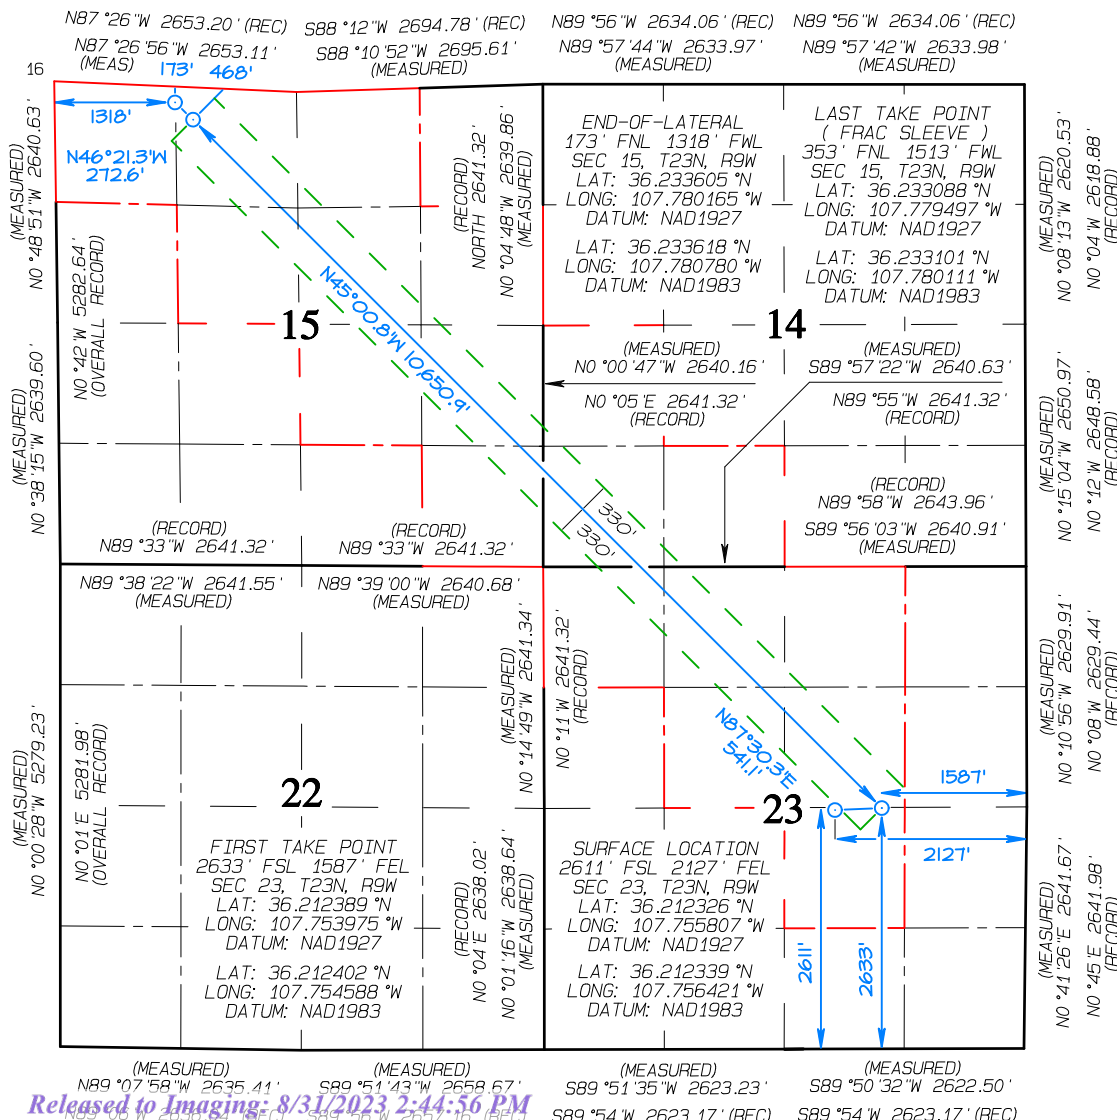 N87 °26 'W 2653.20 ' (REC)
S88 °12 'W 2694.78 ' (REC)
N89 °56 'W 2634.06 ' (REC)
N89 °56 'W 2634.06 ' (REC)
N87 °26 '56 "W 2653.11 '
(MEAS)
S88 °10 '52 "W 2695.61 '
(MEASURED)
N89 °57 '44 "W 2633.97 '
(MEASURED)
N89 °57 '42 "W 2633.98 '
(MEASURED)
16
173' 468'
1318'
N46°21.3'W
272.6'
(MEASURED)
N0 °48 '51 "W 2640.63 '
N0 °42 'W 5282.64 '
(OVERALL RECORD)
(MEASURED)
N0 °38 '15 "W 2639.60 '
(RECORD)
NORTH 2641.32 '
N0 °04 '48 "W 2639.86 '
(MEASURED)
END-OF-LATERAL
173 ' FNL 1318 ' FWL
SEC 15, T23N, R9W
LAT: 36.233605 °N
LONG: 107.780165 °W
DATUM: NAD1927
LAT: 36.233618 °N
LONG: 107.780780 °W
DATUM: NAD1983
LAST TAKE POINT
( FRAC SLEEVE )
353 ' FNL 1513 ' FWL
SEC 15, T23N, R9W
LAT: 36.233088 °N
LONG: 107.779497 °W
DATUM: NAD1927
LAT: 36.233101 °N
LONG: 107.780111 °W
DATUM: NAD1983
(MEASURED)
N0 °08 '13 "W 2620.53 '
N0 °04 'W 2618.88 '
(RECORD)
N45°00.8'W 10,650.9'
15
14
(MEASURED)
N0 °00 '47 "W 2640.16 '
N0 °05 'E 2641.32 '
(RECORD)
(MEASURED)
S89 °57 '22 "W 2640.63 '
N89 °55 'W 2641.32 '
(RECORD)
(MEASURED)
N0 °15 '04 "W 2650.97 '
N0 °12 'W 2648.58 '
(RECORD)
(RECORD)
N89 °58 'W 2643.96 '
S89 °56 '03 "W 2640.91 '
(MEASURED)
330'
330'
(RECORD)
N89 °33 'W 2641.32 '
(RECORD)
N89 °33 'W 2641.32 '
N89 °38 '22 "W 2641.55 '
(MEASURED)
N89 °39 '00 "W 2640.68 '
(MEASURED)
(MEASURED)
N0 °14 '49 "W 2641.34 '
N0 °11 'W 2641.32 '
(RECORD)
(MEASURED)
N0 °10 '56 "W 2629.91 '
N0 °08 'W 2629.44 '
(RECORD)
N87°30.3'E
541.1'
1587'
2127'
22
23
(MEASURED)
N0 °00 '28 "W 5279.23 '
N0 °01 'E 5281.98 '
(OVERALL RECORD)
FIRST TAKE POINT
2633 ' FSL 1587 ' FEL
SEC 23, T23N, R9W
LAT: 36.212389 °N
LONG: 107.753975 °W
DATUM: NAD1927
LAT: 36.212402 °N
LONG: 107.754588 °W
DATUM: NAD1983
(RECORD)
N0 °04 'E 2638.02 '
N0 °01 '16 "W 2638.64 '
(MEASURED)
SURFACE LOCATION
2611 ' FSL 2127 ' FEL
SEC 23, T23N, R9W
LAT: 36.212326 °N
LONG: 107.755807 °W
DATUM: NAD1927
LAT: 36.212339 °N
LONG: 107.756421 °W
DATUM: NAD1983
2611'
2633'
(MEASURED)
N0 °41 '26 "E 2641.67 '
N0 °45 'E 2641.98 '
(RECORD)
(MEASURED)
N89 °07 '58 "W 2635.41 '
(MEASURED)
S89 °51 '43 "W 2658.67 '
(MEASURED)
S89 °51 '35 "W 2623.23 '
(MEASURED)
S89 °50 '32 "W 2622.50 '
Released to Imaging: 8/31/2023 2:44:56 PM
S89 °54 'W 2623.17 ' (REC)
S89 °54 'W 2623.17 ' (REC)